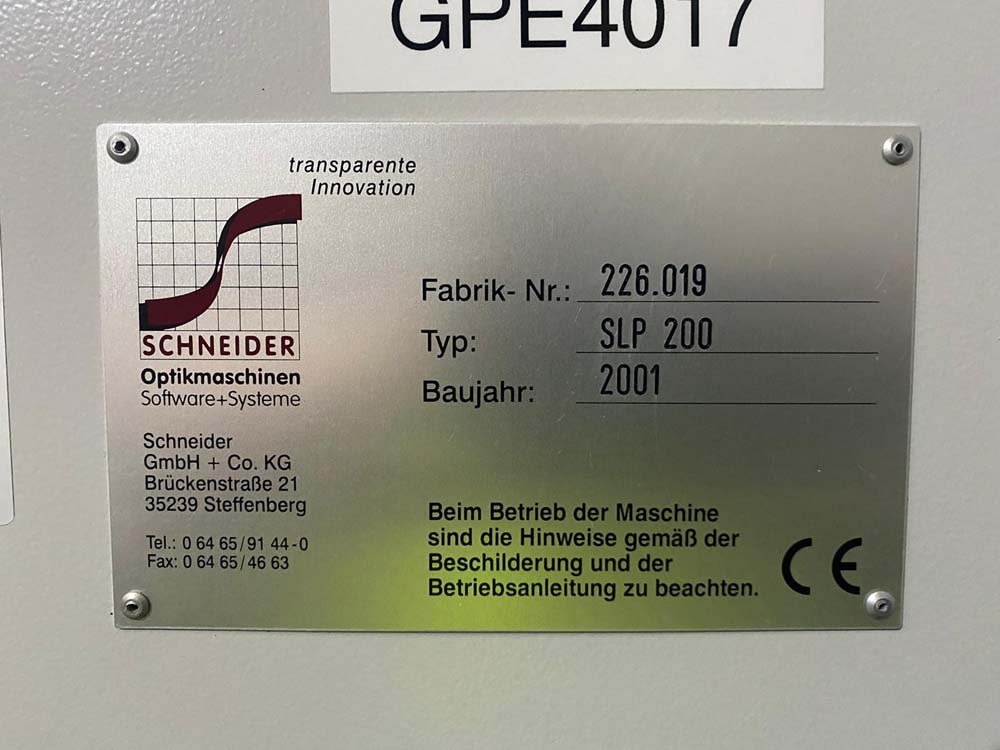 GPE4017
transparente
Innovation
SCHNEIDER
Optikmaschinen
Software+Systeme
Schneider
GmbH + Co. KG
Brückenstraße 21
35239 Steffenberg
Tel.: 0 64 65/91 44-0
Fax: 0 64 65/46 63
Fabrik- Nr.: 226.019
Typ: SLP 200
Baujahr: 2001
Beim Betrieb der Maschine
sind die Hinweise gemäß der
Beschilderung und der
Betriebsanleitung zu beachten.
CE